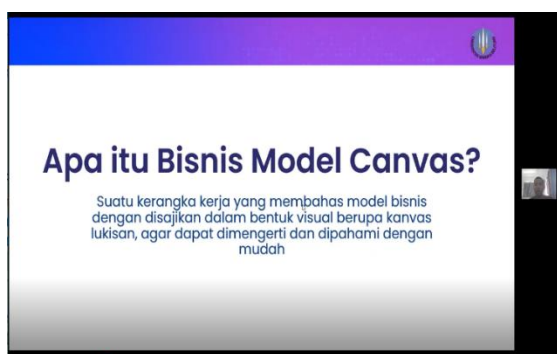 Apa itu Bisnis Model Canvas?
Suatu kerangka kerja yang membahas model bisnis
dengan disajikan dalam bentuk visual berupa kanvas
lukisan, agar dapat dimengerti dan dipahami dengan
mudah